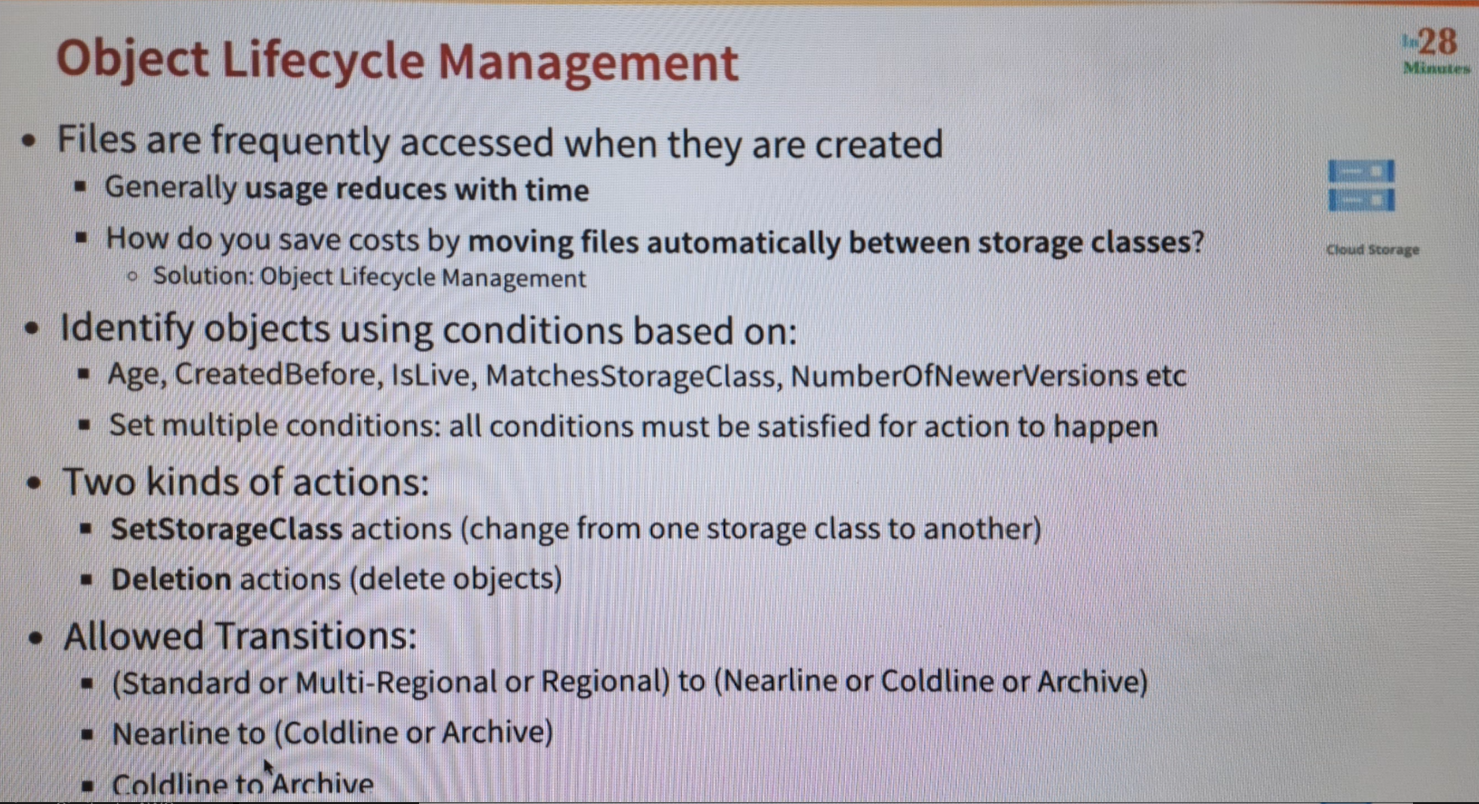 Object Lifecycle Management
In 28
Minutes
• Files are frequently accessed when they are created
▪ Generally usage reduces with time
▪ How do you save costs by moving files automatically between storage classes?
○ Solution: Object Lifecycle Management
Cloud Storage
• Identify objects using conditions based on:
▪ Age, CreatedBefore, IsLive, MatchesStorageClass, NumberOfNewerVersions etc
▪ Set multiple conditions: all conditions must be satisfied for action to happen
• Two kinds of actions:
▪ SetStorageClass actions (change from one storage class to another)
▪ Deletion actions (delete objects)
• Allowed Transitions:
▪ (Standard or Multi-Regional or Regional) to (Nearline or Coldline or Archive)
▪ Nearline to (Coldline or Archive)
▪ Coldline to Archive